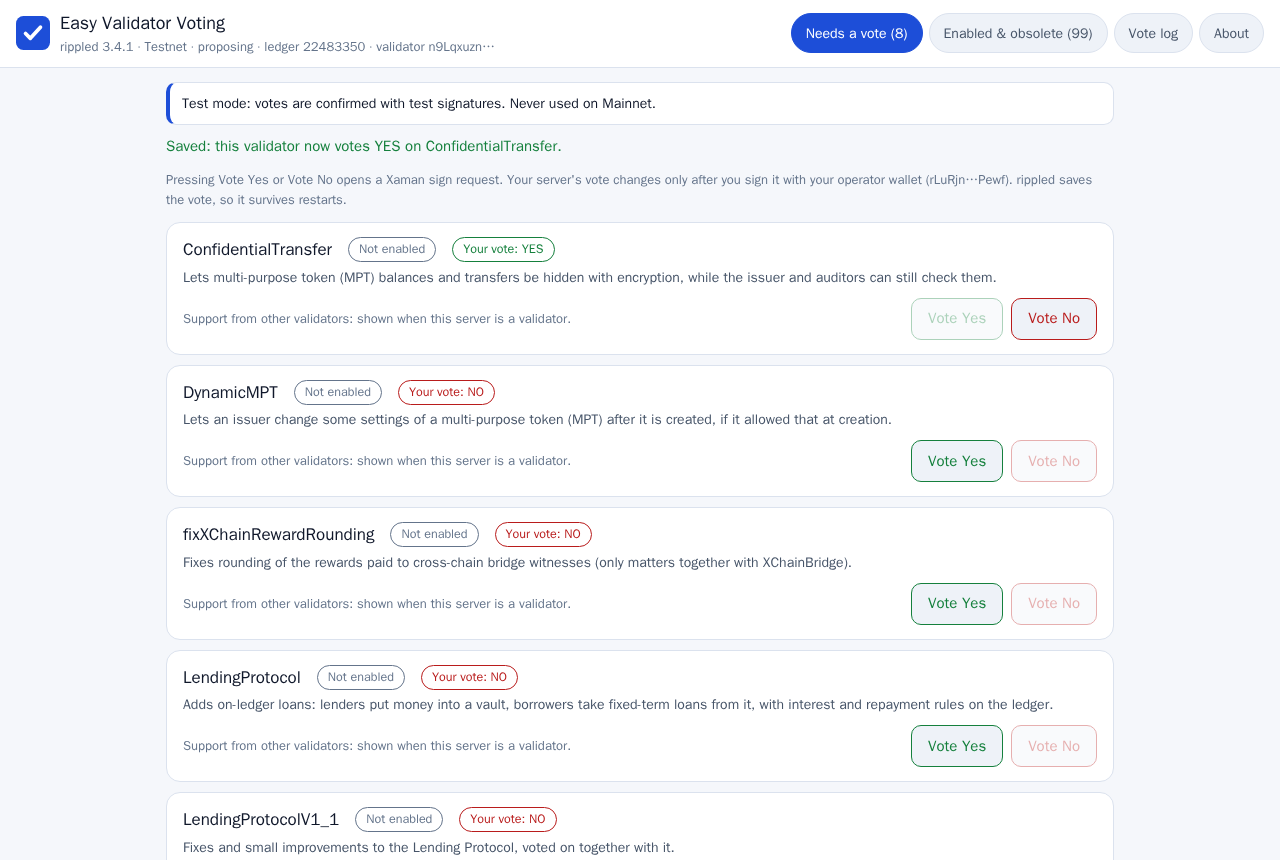 Easy Validator Voting
rippled 3.4.1 · Testnet · proposing · ledger 22483350 · validator n9Lqxuzn···
Needs a vote (8)
Enabled & obsolete (99)
Vote log
About
Test mode: votes are confirmed with test signatures. Never used on Mainnet.
Saved: this validator now votes YES on ConfidentialTransfer.
Pressing Vote Yes or Vote No opens a Xaman sign request. Your server's vote changes only after you sign it with your operator wallet (rLuRjn···Pewf). rippled saves
the vote, so it survives restarts.
ConfidentialTransfer
Not enabled
Your vote: YES
Lets multi-purpose token (MPT) balances and transfers be hidden with encryption, while the issuer and auditors can still check them.
Support from other validators: shown when this server is a validator.
Vote Yes
Vote No
DynamicMPT
Not enabled
Your vote: NO
Lets an issuer change some settings of a multi-purpose token (MPT) after it is created, if it allowed that at creation.
Support from other validators: shown when this server is a validator.
Vote Yes
Vote No
fixXChainRewardRounding
Not enabled
Your vote: NO
Fixes rounding of the rewards paid to cross-chain bridge witnesses (only matters together with XChainBridge).
Support from other validators: shown when this server is a validator.
Vote Yes
Vote No
LendingProtocol
Not enabled
Your vote: NO
Adds on-ledger loans: lenders put money into a vault, borrowers take fixed-term loans from it, with interest and repayment rules on the ledger.
Support from other validators: shown when this server is a validator.
Vote Yes
Vote No
LendingProtocolV1_1
Not enabled
Your vote: NO
Fixes and small improvements to the Lending Protocol, voted on together with it.